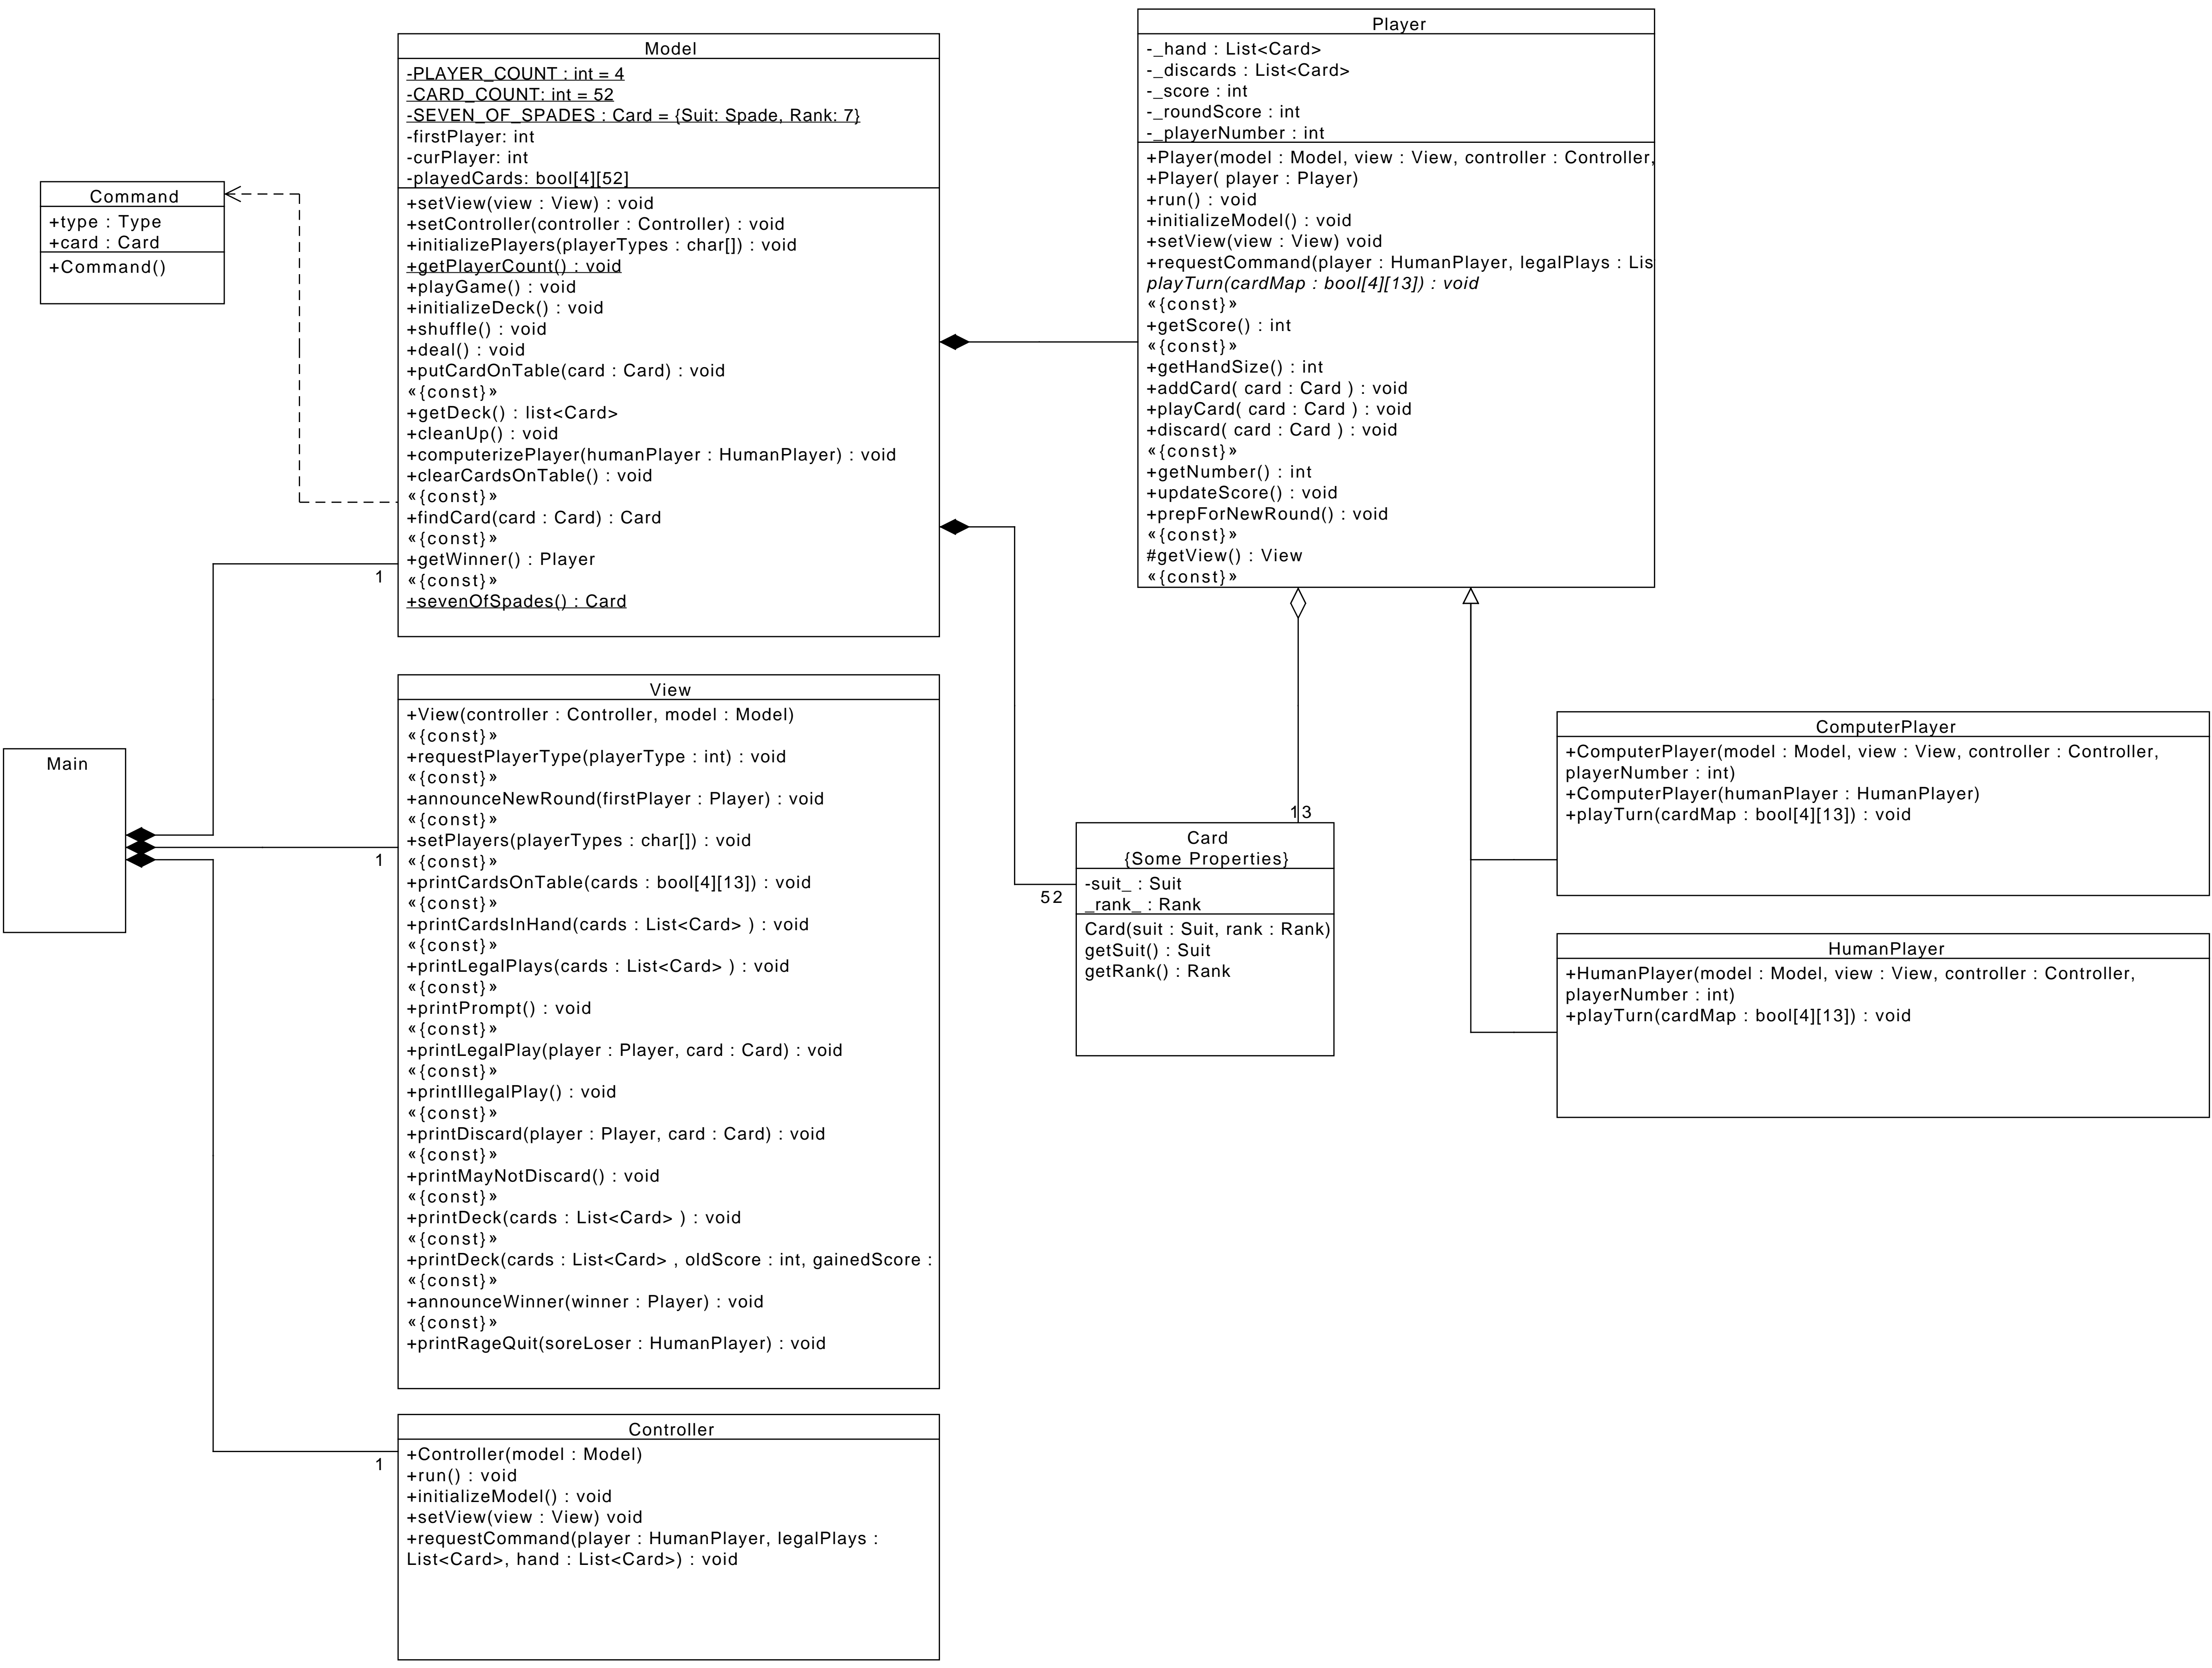 Command
+type : Type
+card : Card
+Command()
Model
-PLAYER_COUNT : int = 4
-CARD_COUNT: int = 52
-SEVEN_OF_SPADES : Card = {Suit: Spade, Rank: 7}
-firstPlayer: int
-curPlayer: int
-playedCards: bool[4][52]
+setView(view : View) : void
+setController(controller : Controller) : void
+initializePlayers(playerTypes : char[]) : void
+getPlayerCount() : void
+playGame() : void
+initializeDeck() : void
+shuffle() : void
+deal() : void
+putCardOnTable(card : Card) : void
«{const}»
+getDeck() : list<Card>
+cleanUp() : void
+computerizePlayer(humanPlayer : HumanPlayer) : void
+clearCardsOnTable() : void
«{const}»
+findCard(card : Card) : Card
«{const}»
+getWinner() : Player
«{const}»
+sevenOfSpades() : Card
1
Player
-_hand : List<Card>
-_discards : List<Card>
-_score : int
-_roundScore : int
-_playerNumber : int
+Player(model : Model, view : View, controller : Controller,
+Player( player : Player)
+run() : void
+initializeModel() : void
+setView(view : View) void
+requestCommand(player : HumanPlayer, legalPlays : Lis
playTurn(cardMap : bool[4][13]) : void
«{const}»
+getScore() : int
«{const}»
+getHandSize() : int
+addCard( card : Card ) : void
+playCard( card : Card ) : void
+discard( card : Card ) : void
«{const}»
+getNumber() : int
+updateScore() : void
+prepForNewRound() : void
«{const}»
#getView() : View
«{const}»
Main
View
+View(controller : Controller, model : Model)
«{const}»
+requestPlayerType(playerType : int) : void
«{const}»
+announceNewRound(firstPlayer : Player) : void
«{const}»
+setPlayers(playerTypes : char[]) : void
«{const}»
+printCardsOnTable(cards : bool[4][13]) : void
«{const}»
+printCardsInHand(cards : List<Card> ) : void
«{const}»
+printLegalPlays(cards : List<Card> ) : void
«{const}»
+printPrompt() : void
«{const}»
+printLegalPlay(player : Player, card : Card) : void
«{const}»
+printIllegalPlay() : void
«{const}»
+printDiscard(player : Player, card : Card) : void
«{const}»
+printMayNotDiscard() : void
«{const}»
+printDeck(cards : List<Card> ) : void
«{const}»
+printDeck(cards : List<Card> , oldScore : int, gainedScore :
«{const}»
+announceWinner(winner : Player) : void
«{const}»
+printRageQuit(soreLoser : HumanPlayer) : void
1
13
52
Card
{Some Properties}
-suit_ : Suit
_rank_ : Rank
Card(suit : Suit, rank : Rank)
getSuit() : Suit
getRank() : Rank
ComputerPlayer
+ComputerPlayer(model : Model, view : View, controller : Controller,
playerNumber : int)
+ComputerPlayer(humanPlayer : HumanPlayer)
+playTurn(cardMap : bool[4][13]) : void
HumanPlayer
+HumanPlayer(model : Model, view : View, controller : Controller,
playerNumber : int)
+playTurn(cardMap : bool[4][13]) : void
Controller
+Controller(model : Model)
+run() : void
+initializeModel() : void
+setView(view : View) void
+requestCommand(player : HumanPlayer, legalPlays :
List<Card>, hand : List<Card>) : void
1